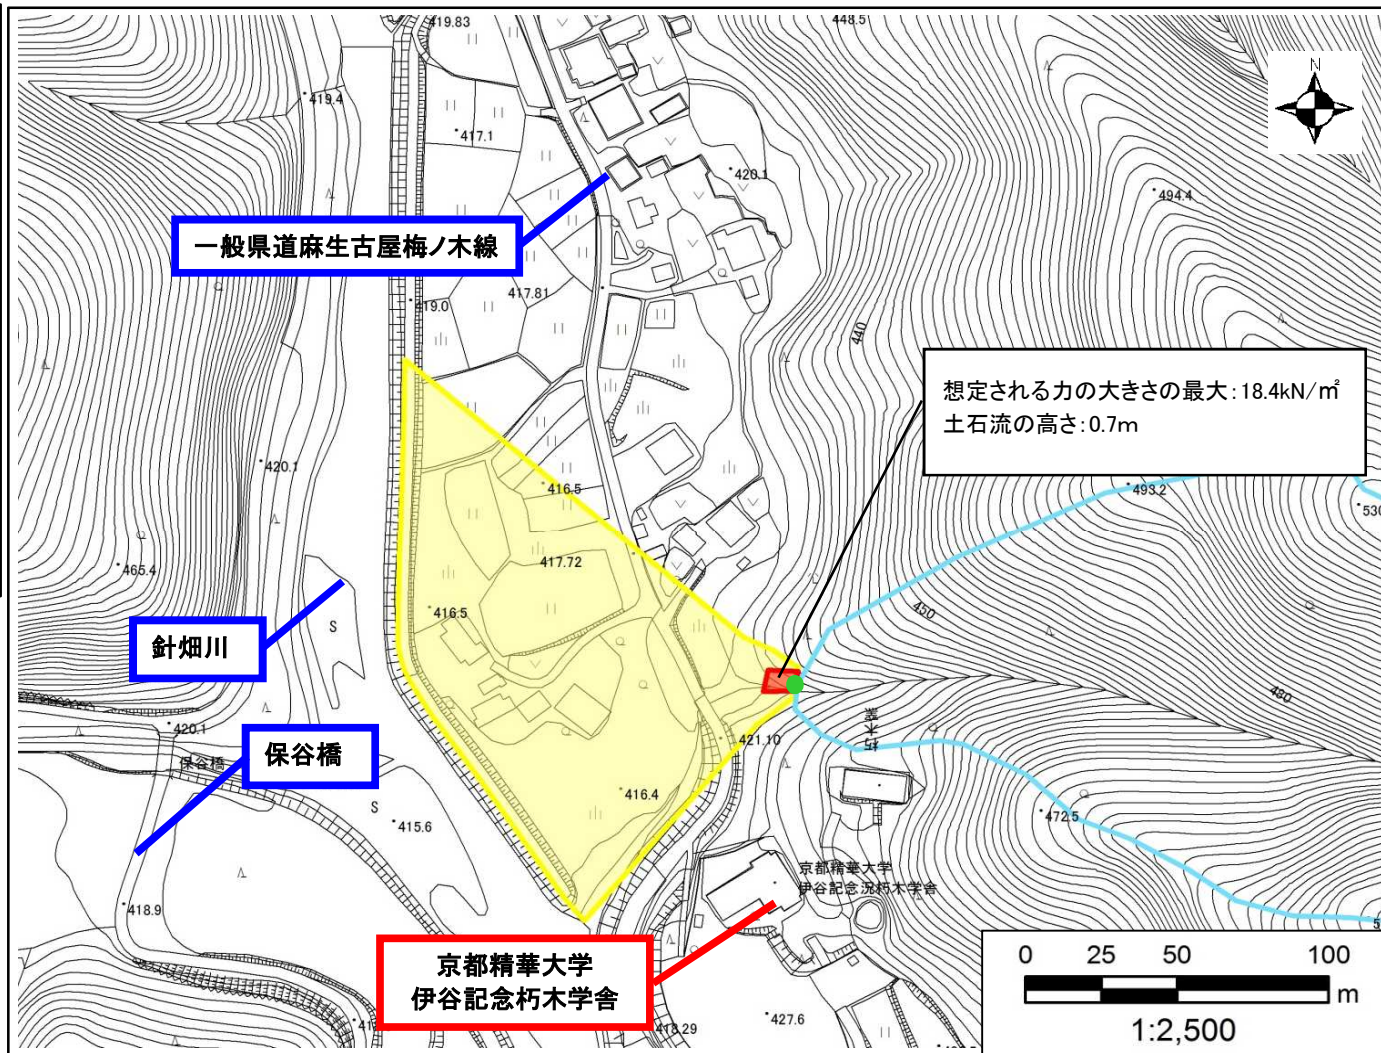 419.83
448.5
N
419.4
417.1
420.1
494.4
一般県道麻生古屋梅ノ木線
417.81
419.0
440
想定される力の大きさの最大：18.4kN/㎡
土石流の高さ：0.7m
420.1
416.5
493.2
530
465.4
417.72
416.5
450
S
針畑川
480
420.1
保谷橋
保谷橋
421.10
朽木業
416.4
S
415.6
472.5
京都精華大学
伊谷記念況朽木学舎
418.9
京都精華大学
伊谷記念朽木学舎
0 25 50 100
m
1:2,500
427.6
418.29